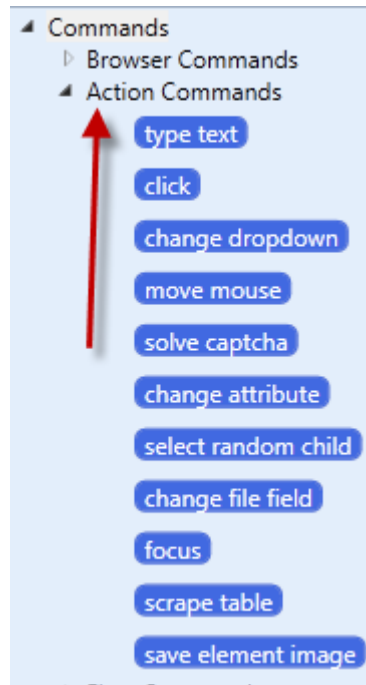 Commands
Browser Commands
Action Commands
type text
click
change dropdown
move mouse
solve captcha
change attribute
select random child
change file field
focus
scrape table
save element image